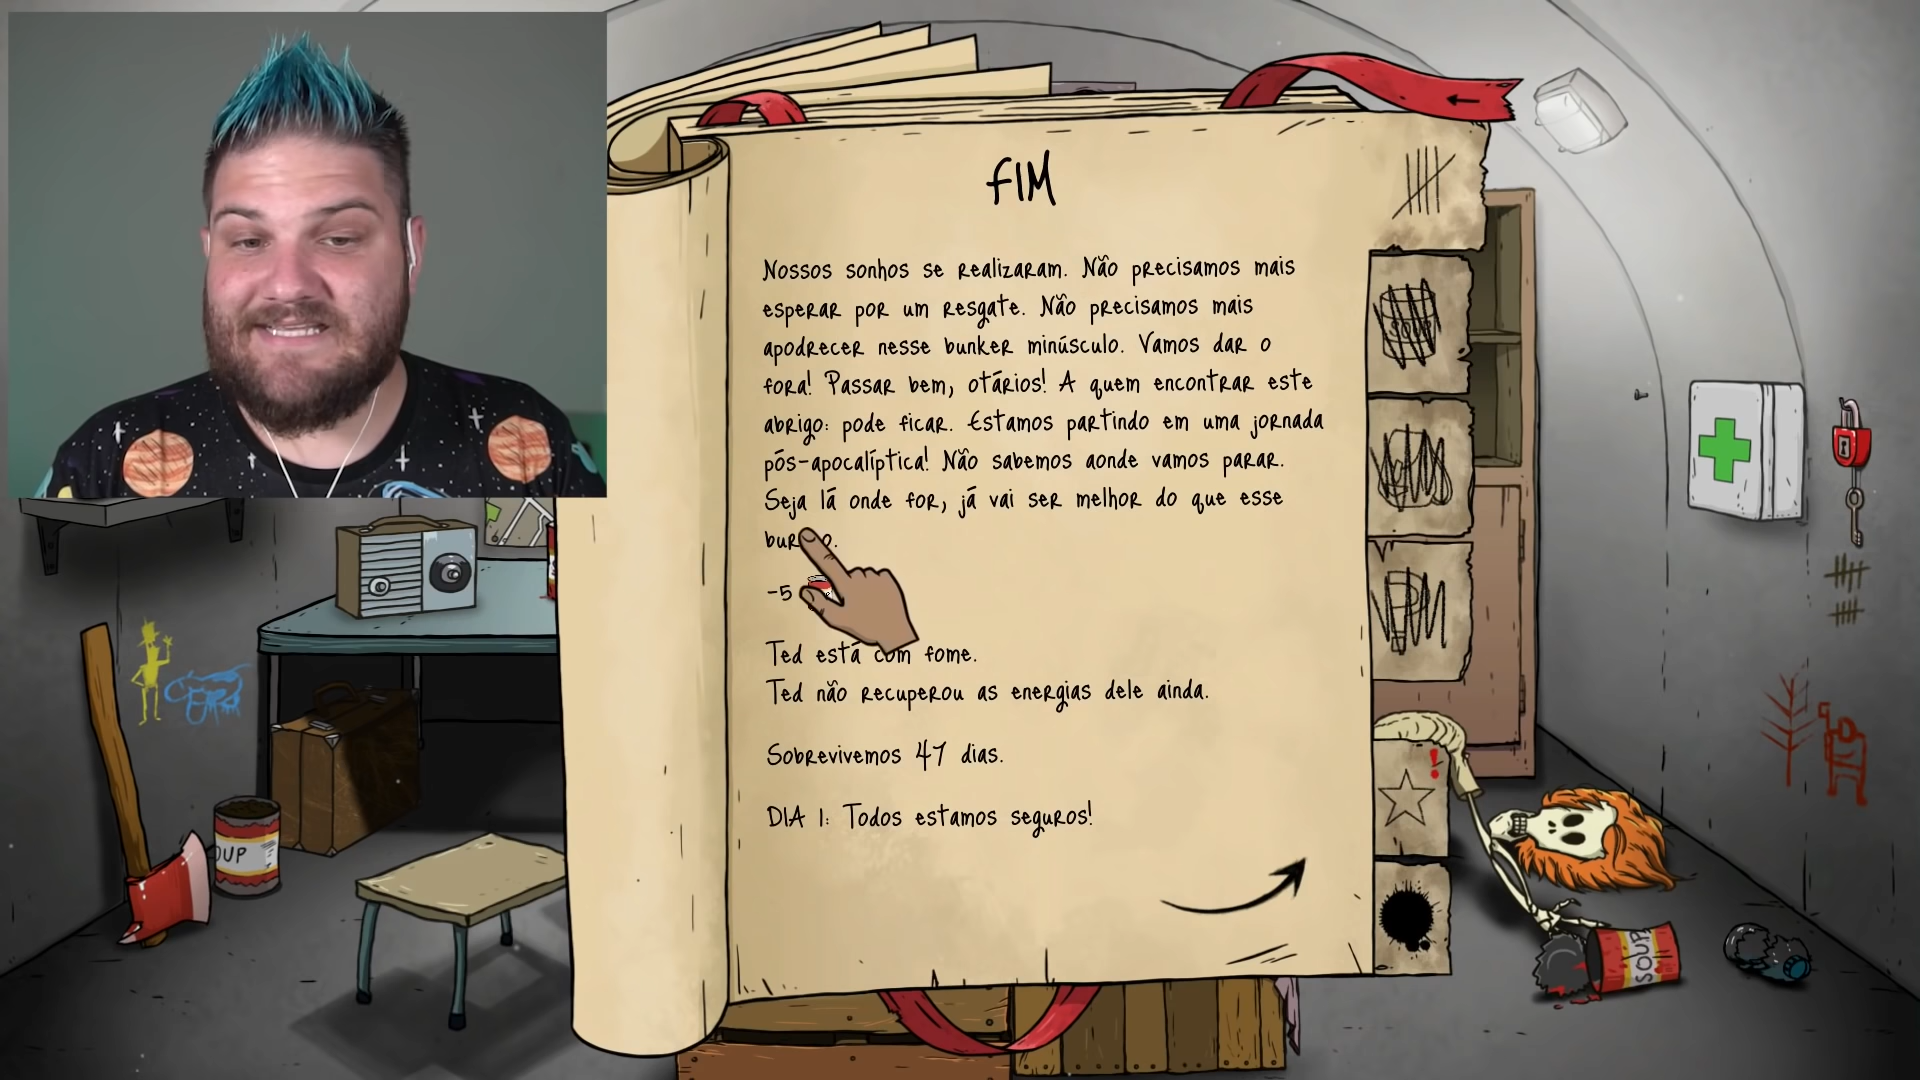 FIM
Nossos sonhos se realizaram. Não precisamos mais
esperar por um resgate. Não precisamos mais
apodrecer nesse bunker minúsculo. Vamos dar o
fora! Passar bem, otários! A quem encontrar este
abrigo: pode ficar. Estamos partindo em uma jornada
pós-apocalíptica! Não sabemos aonde vamos parar.
Seja lá onde for, já vai ser melhor do que esse
-5
Ted está com fome.
Ted não recuperou as energias dele ainda.
Sobrevivemos 47 dias.
DIA 1: Todos estamos seguros!
OUP
SOUP